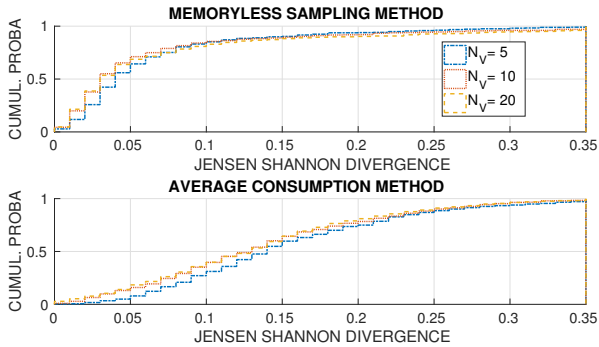 MEMORYLESS SAMPLING METHOD
CUMUL. PROBA
1
0.5
0
N_V= 5
N_V= 10
N_V= 20
0 0.05 0.1 0.15 0.2 0.25 0.3 0.35
JENSEN SHANNON DIVERGENCE
AVERAGE CONSUMPTION METHOD
CUMUL. PROBA
1
0.5
0
0 0.05 0.1 0.15 0.2 0.25 0.3 0.35
JENSEN SHANNON DIVERGENCE